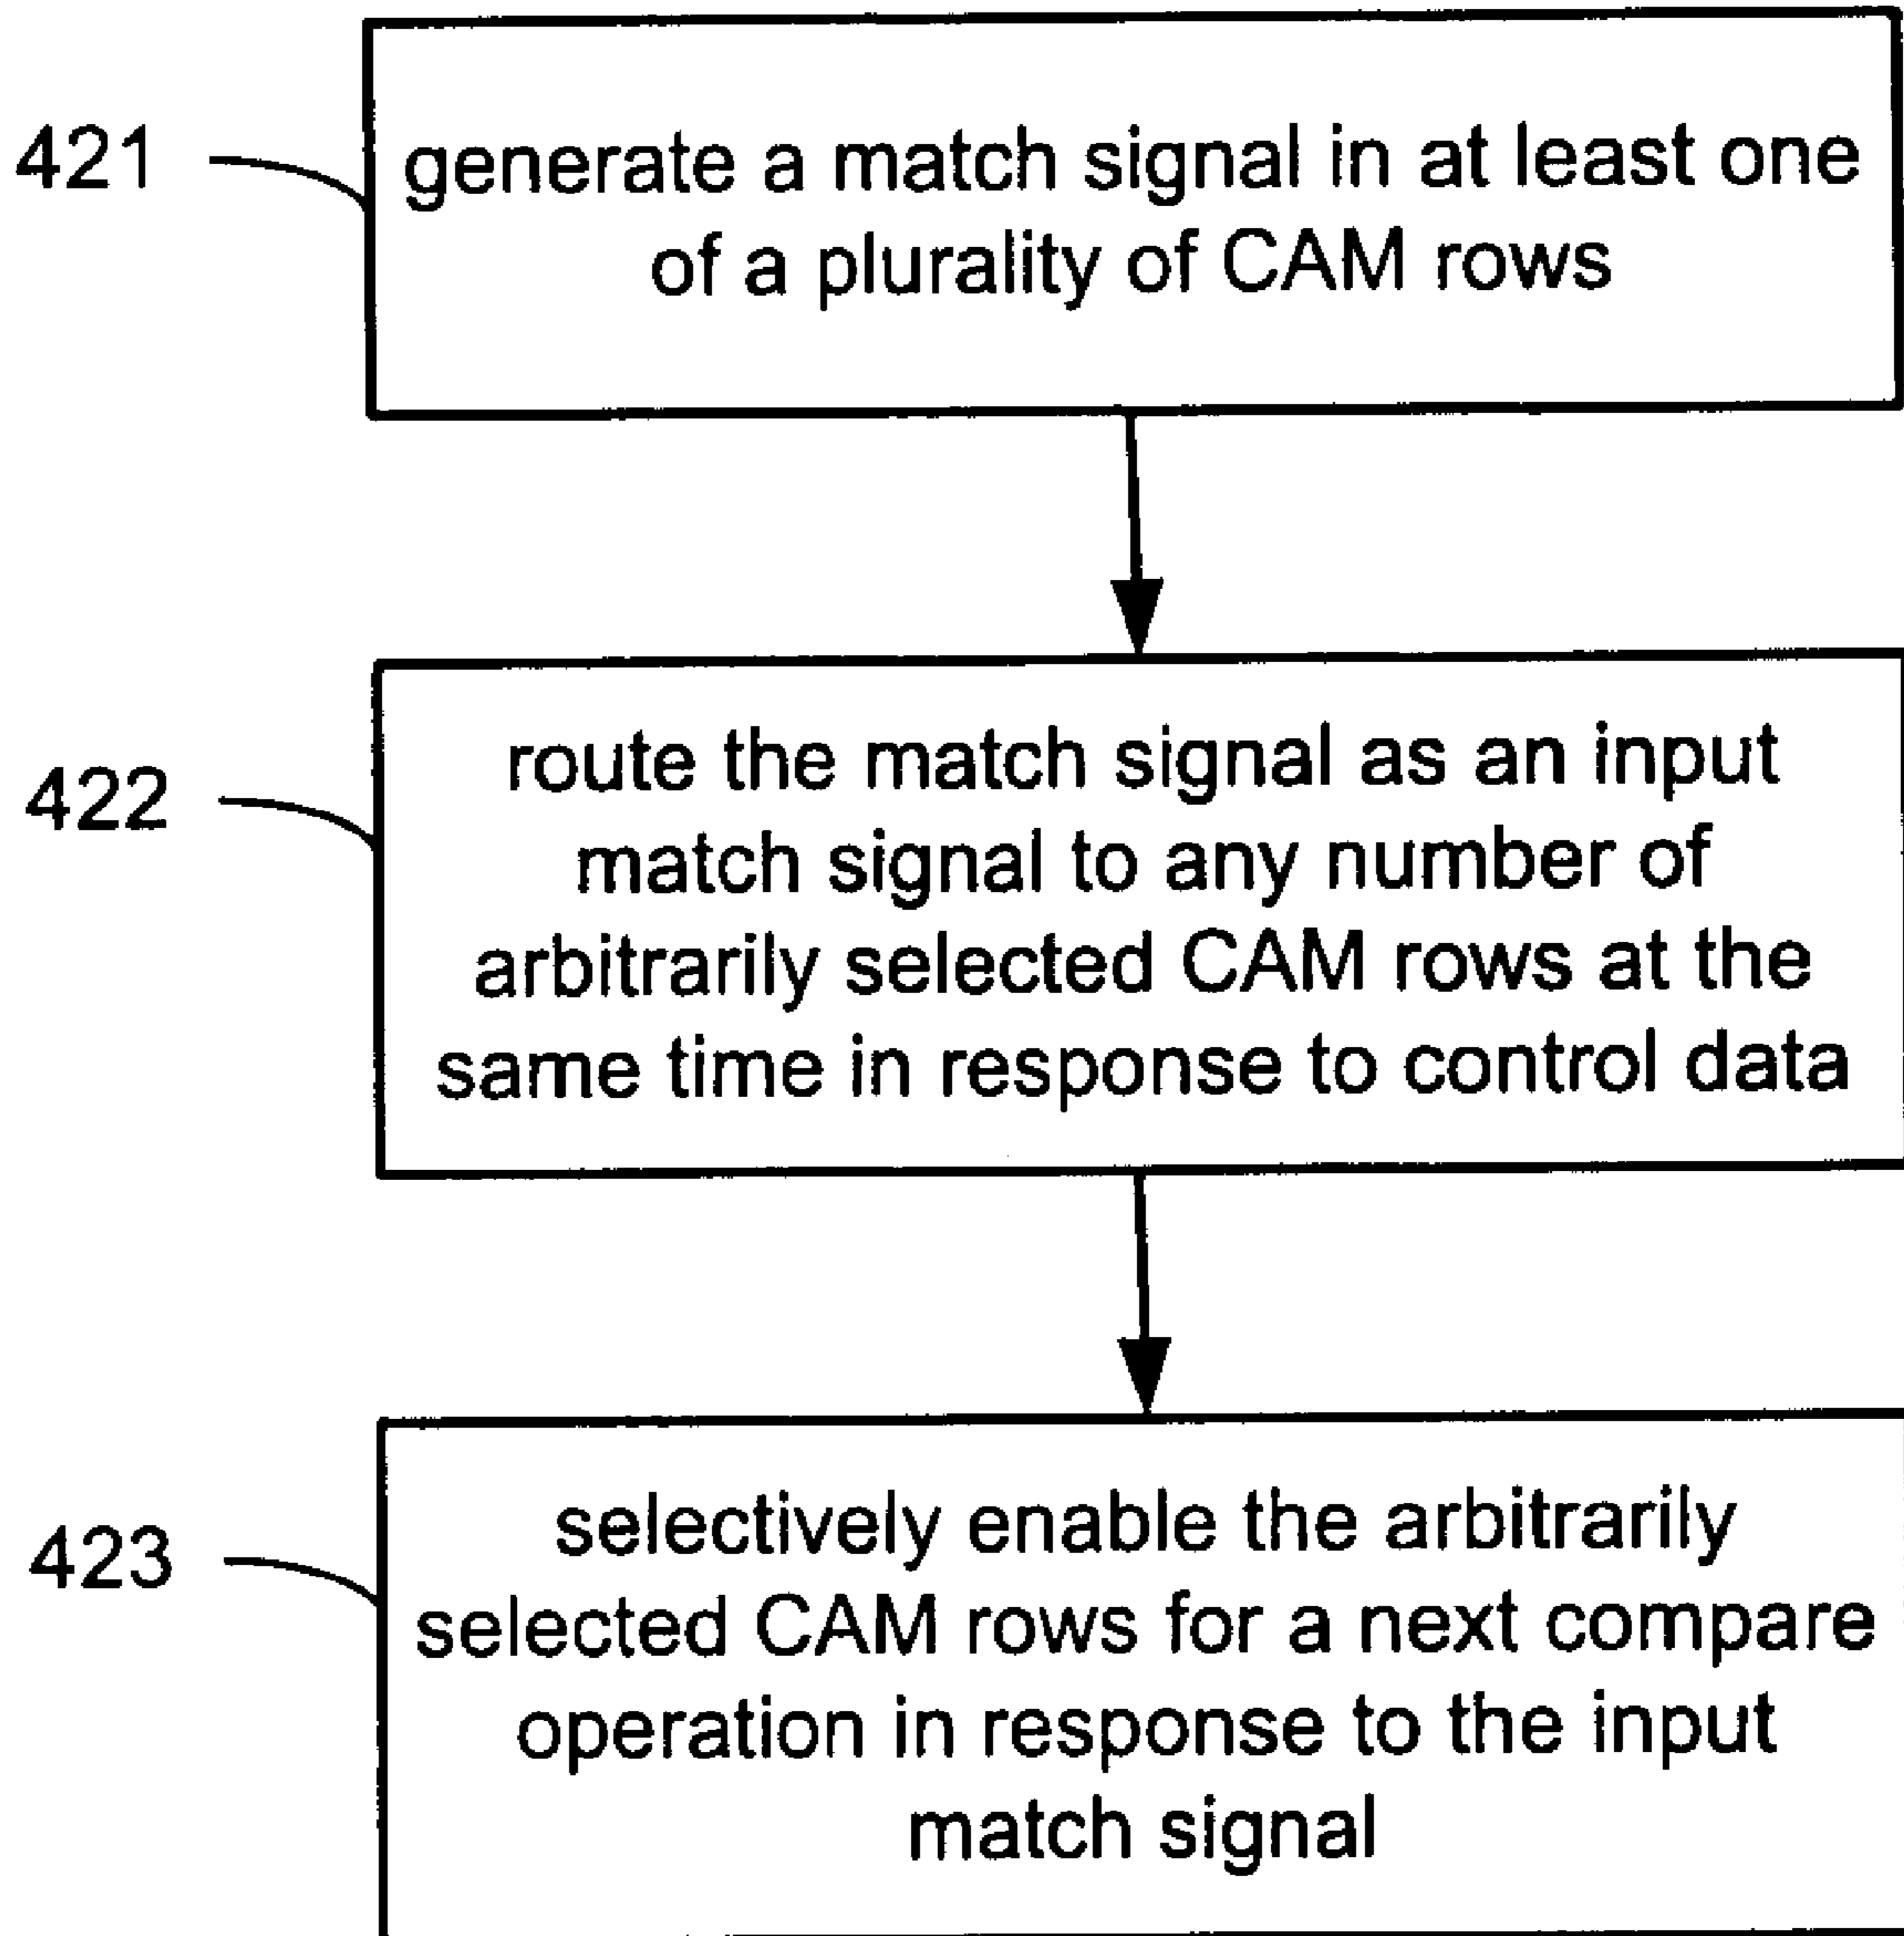 421
generate a match signal in at least one
of a plurality of CAM rows
422
route the match signal as an input
match signal to any number of
arbitrarily selected CAM rows at the
same time in response to control data
423
selectively enable the arbitrarily
selected CAM rows for a next compare
operation in response to the input
match signal